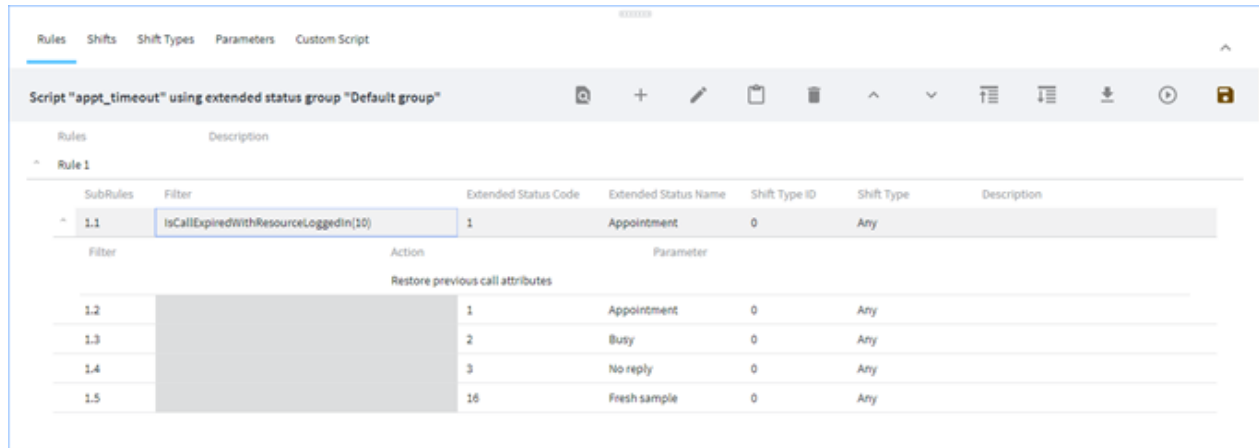 Rules Shifts Shift Types Parameters Custom Script
Script "appt_timeout" using extended status group "Default group"
Rules Description
Rule 1
SubRules Filter Extended Status Code Extended Status Name Shift Type ID Shift Type Description
1.1 IsCallExpiredWithResourceLoggedIn(10) 1 Appointment 0 Any
Filter Action Parameter
Restore previous call attributes
1.2 1 Appointment 0 Any
1.3 2 Busy 0 Any
1.4 3 No reply 0 Any
1.5 16 Fresh sample 0 Any